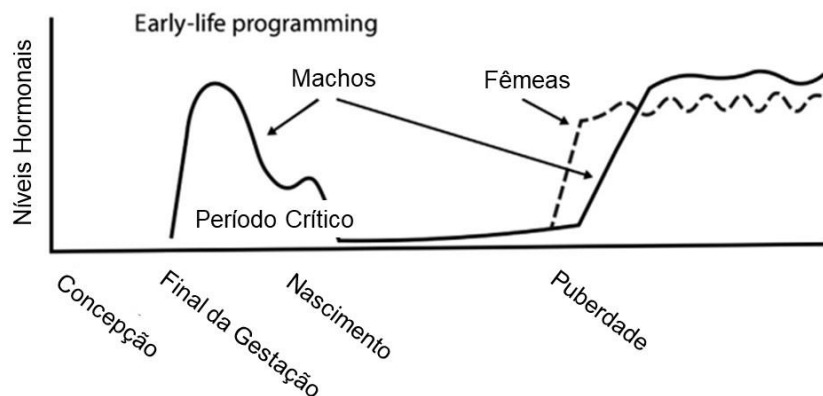 Early-life programming
Machos
Fêmeas
Níveis Hormonais
Período Crítico
Concepção
Final da Gestação
Nascimento
Puberdade